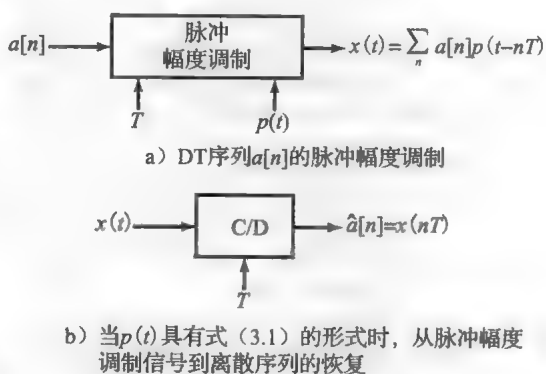 a[n]
脉冲
幅度调制
x(t)=∑ₙ a[n]p(t−nT)
T
p(t)
a）DT序列a[n]的脉冲幅度调制
x(t)
C/D
â[n]=x(nT)
T
b）当p(t)具有式（3.1）的形式时，从脉冲幅度
调制信号到离散序列的恢复